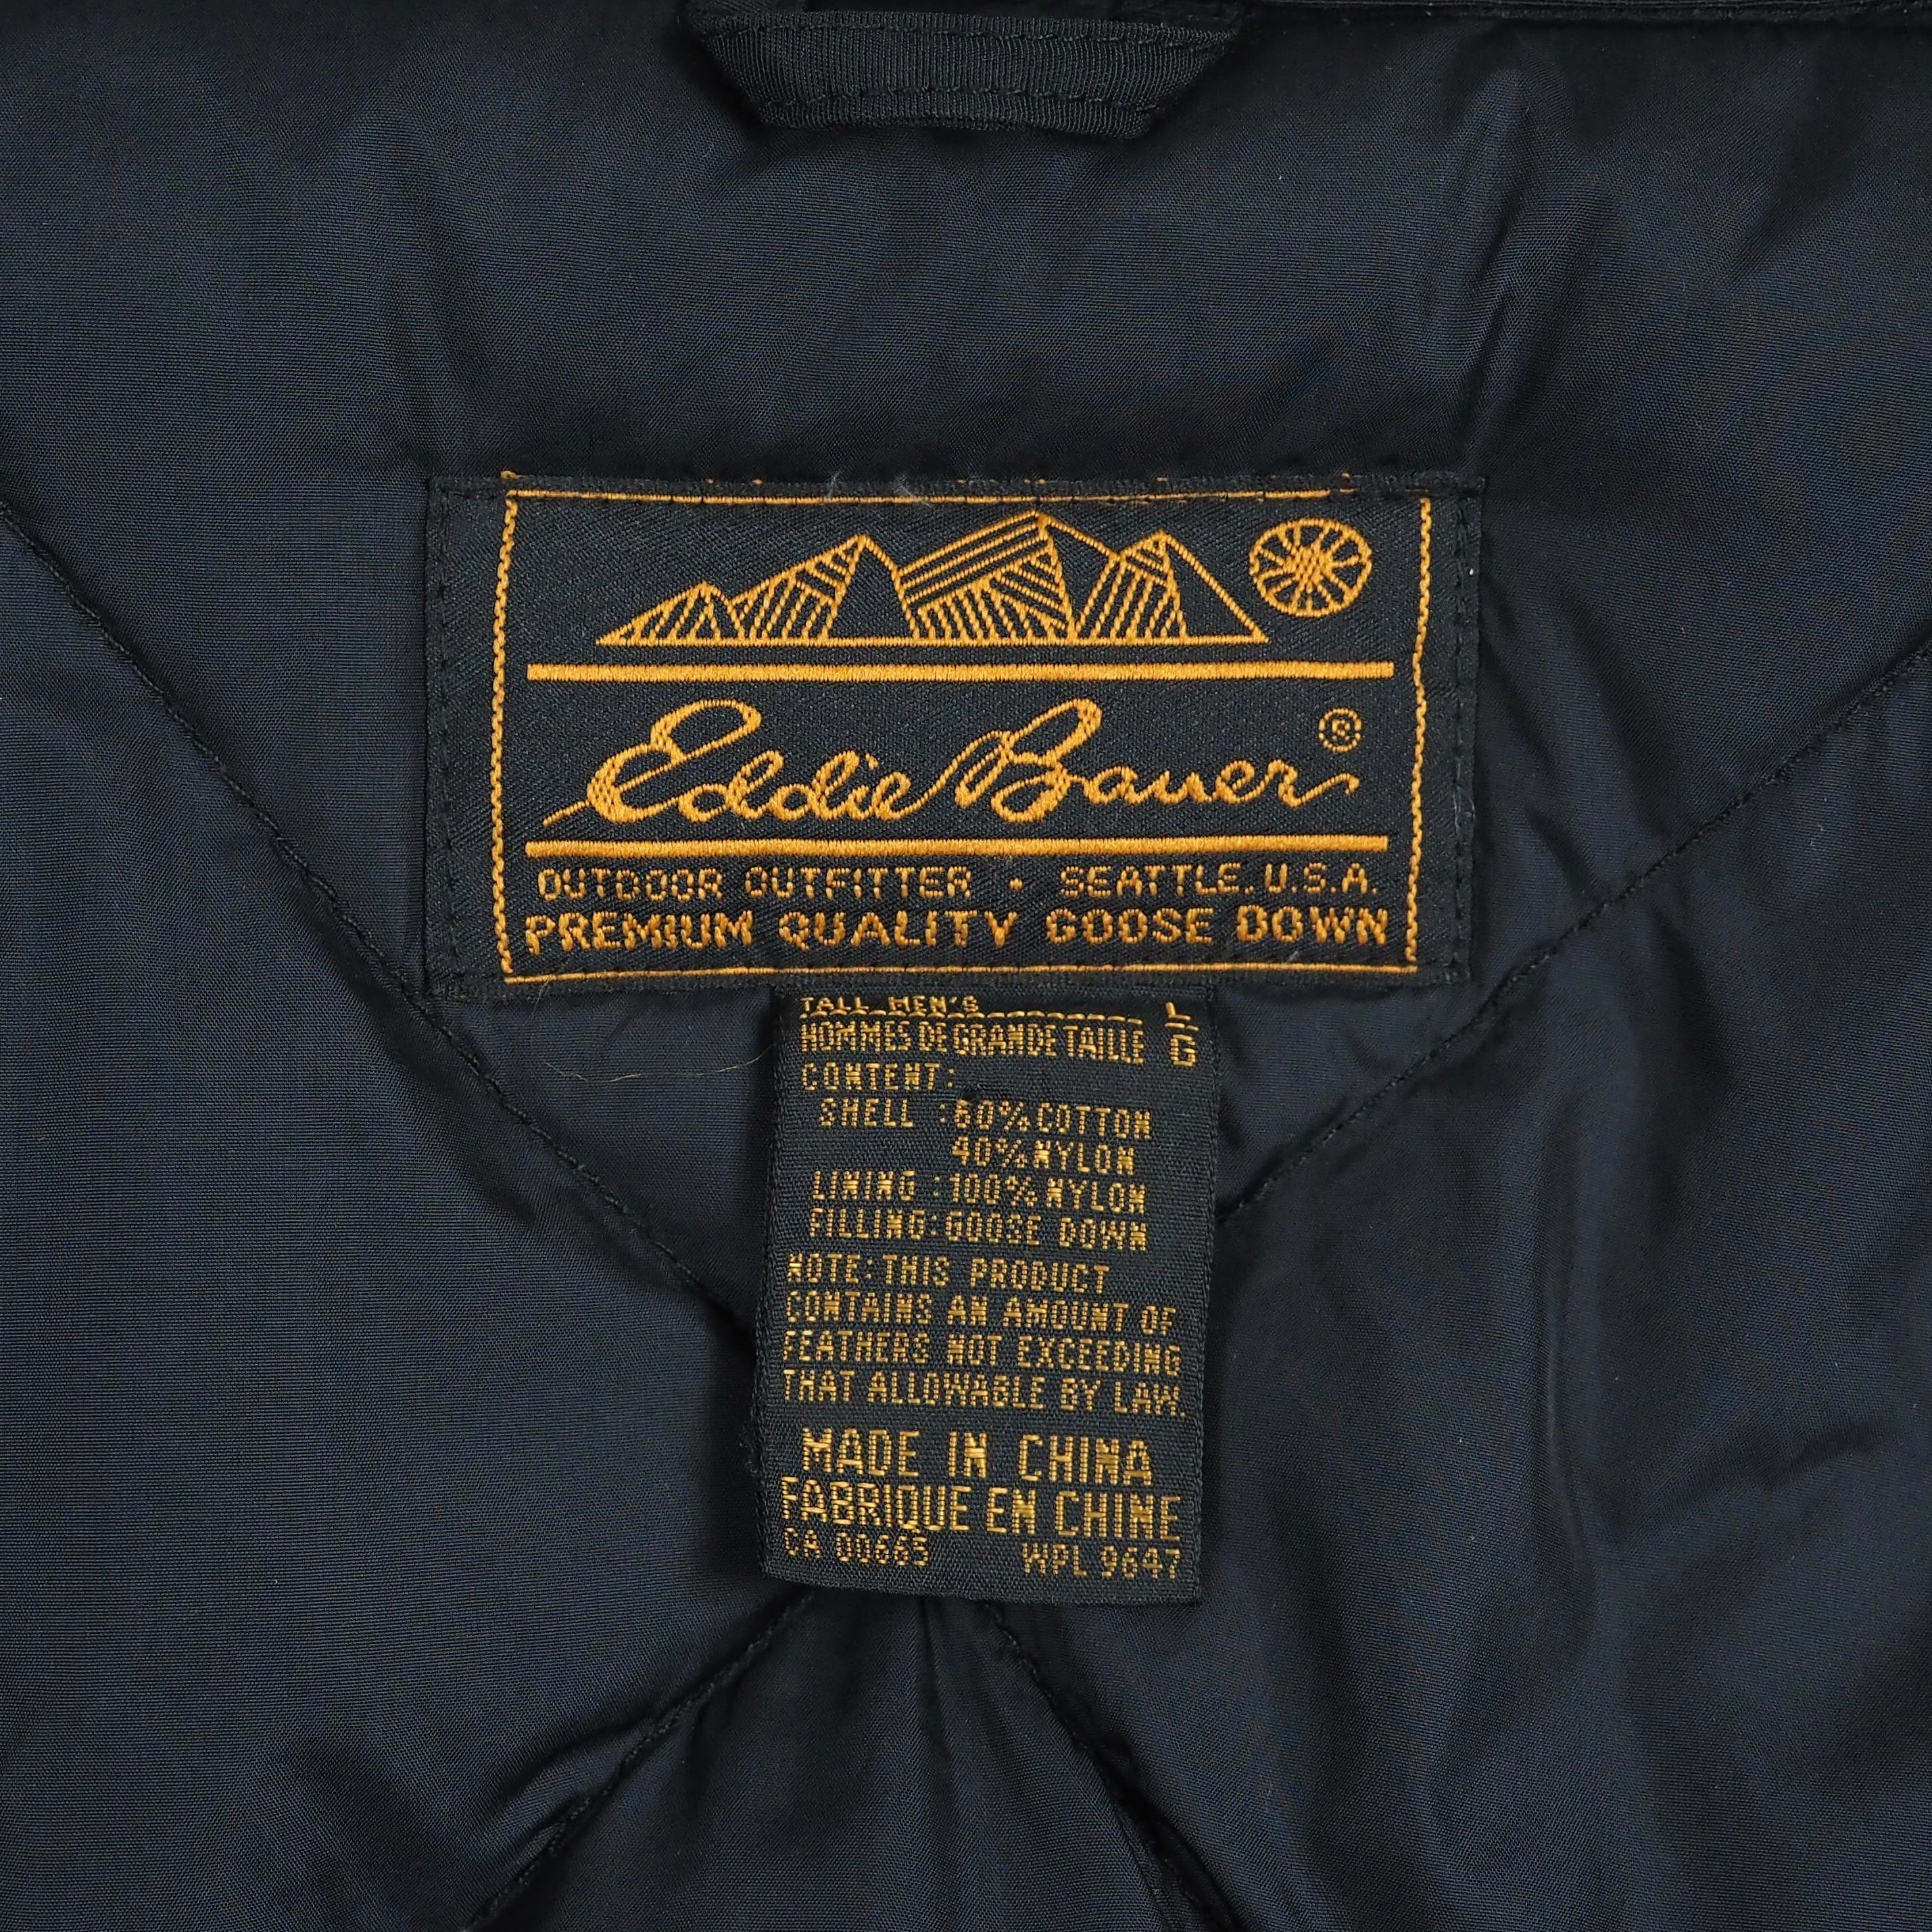 Eddie Bauer ®
OUTDOOR OUTFITTER · SEATTLE, U.S.A.
PREMIUM QUALITY GOOSE DOWN
TALL MEN'S L
HOMMES DE GRANDE TAILLE G
CONTENT:
SHELL : 60% COTTON
40% NYLON
LINING : 100% NYLON
FILLING: GOOSE DOWN
NOTE: THIS PRODUCT
CONTAINS AN AMOUNT OF
FEATHERS NOT EXCEEDING
THAT ALLOWABLE BY LAW.
MADE IN CHINA
FABRIQUE EN CHINE
CA 00665 WPL 9647